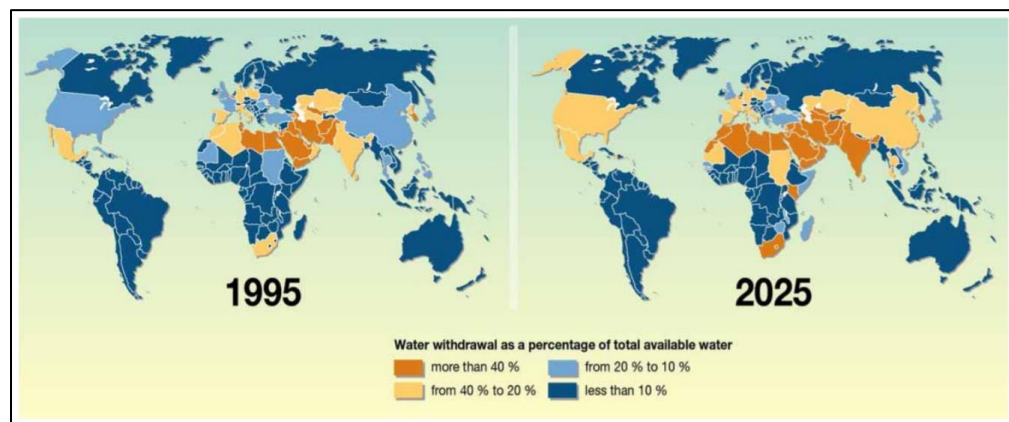 1995
2025
Water withdrawal as a percentage of total available water
more than 40 %
from 20 % to 10 %
from 40 % to 20 %
less than 10 %